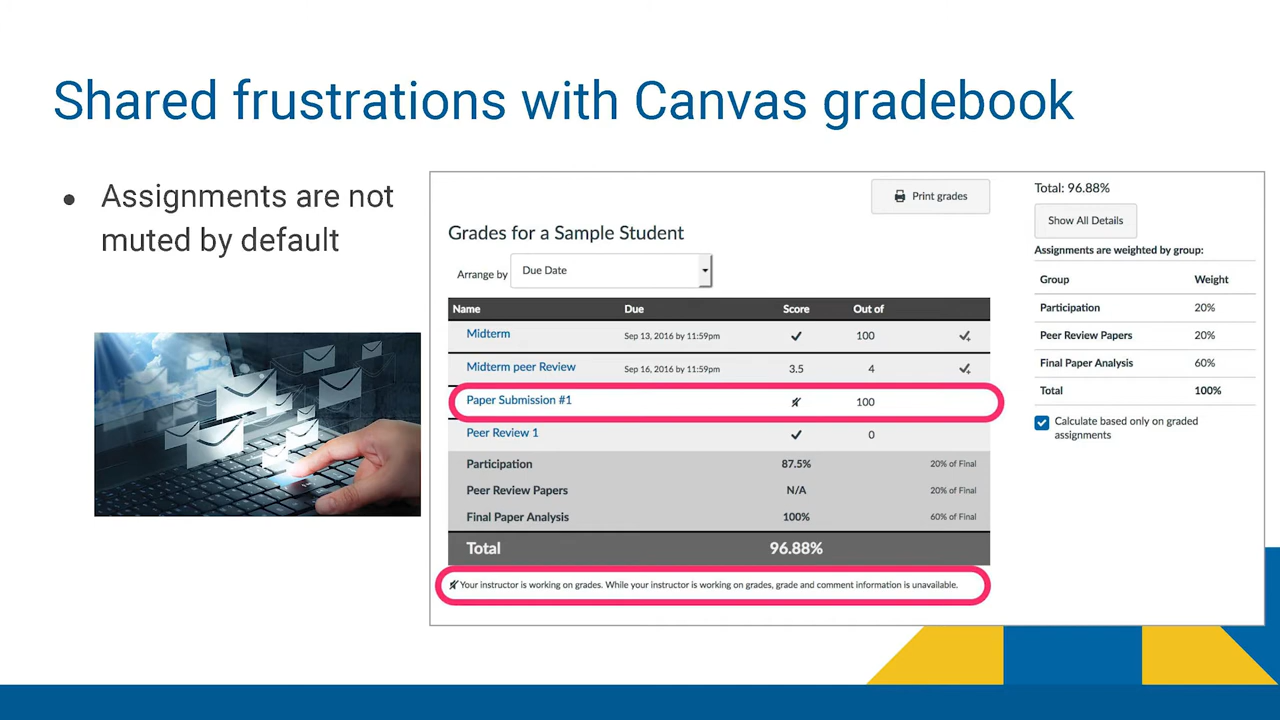 Shared frustrations with Canvas gradebook
● Assignments are not
muted by default
Print grades
Grades for a Sample Student
Arrange by Due Date
Name Due Score Out of
Midterm Sep 13, 2016 by 11:59pm ✔ 100
Midterm peer Review Sep 16, 2016 by 11:59pm 3.5 4
Paper Submission #1 100
Peer Review 1 ✔ 0
Participation 87.5% 20% of Final
Peer Review Papers N/A 20% of Final
Final Paper Analysis 100% 60% of Final
Total 96.88%
Your instructor is working on grades. While your instructor is working on grades, grade and comment information is unavailable.
Total: 96.88%
Show All Details
Assignments are weighted by group:
Group Weight
Participation 20%
Peer Review Papers 20%
Final Paper Analysis 60%
Total 100%
Calculate based only on graded
assignments